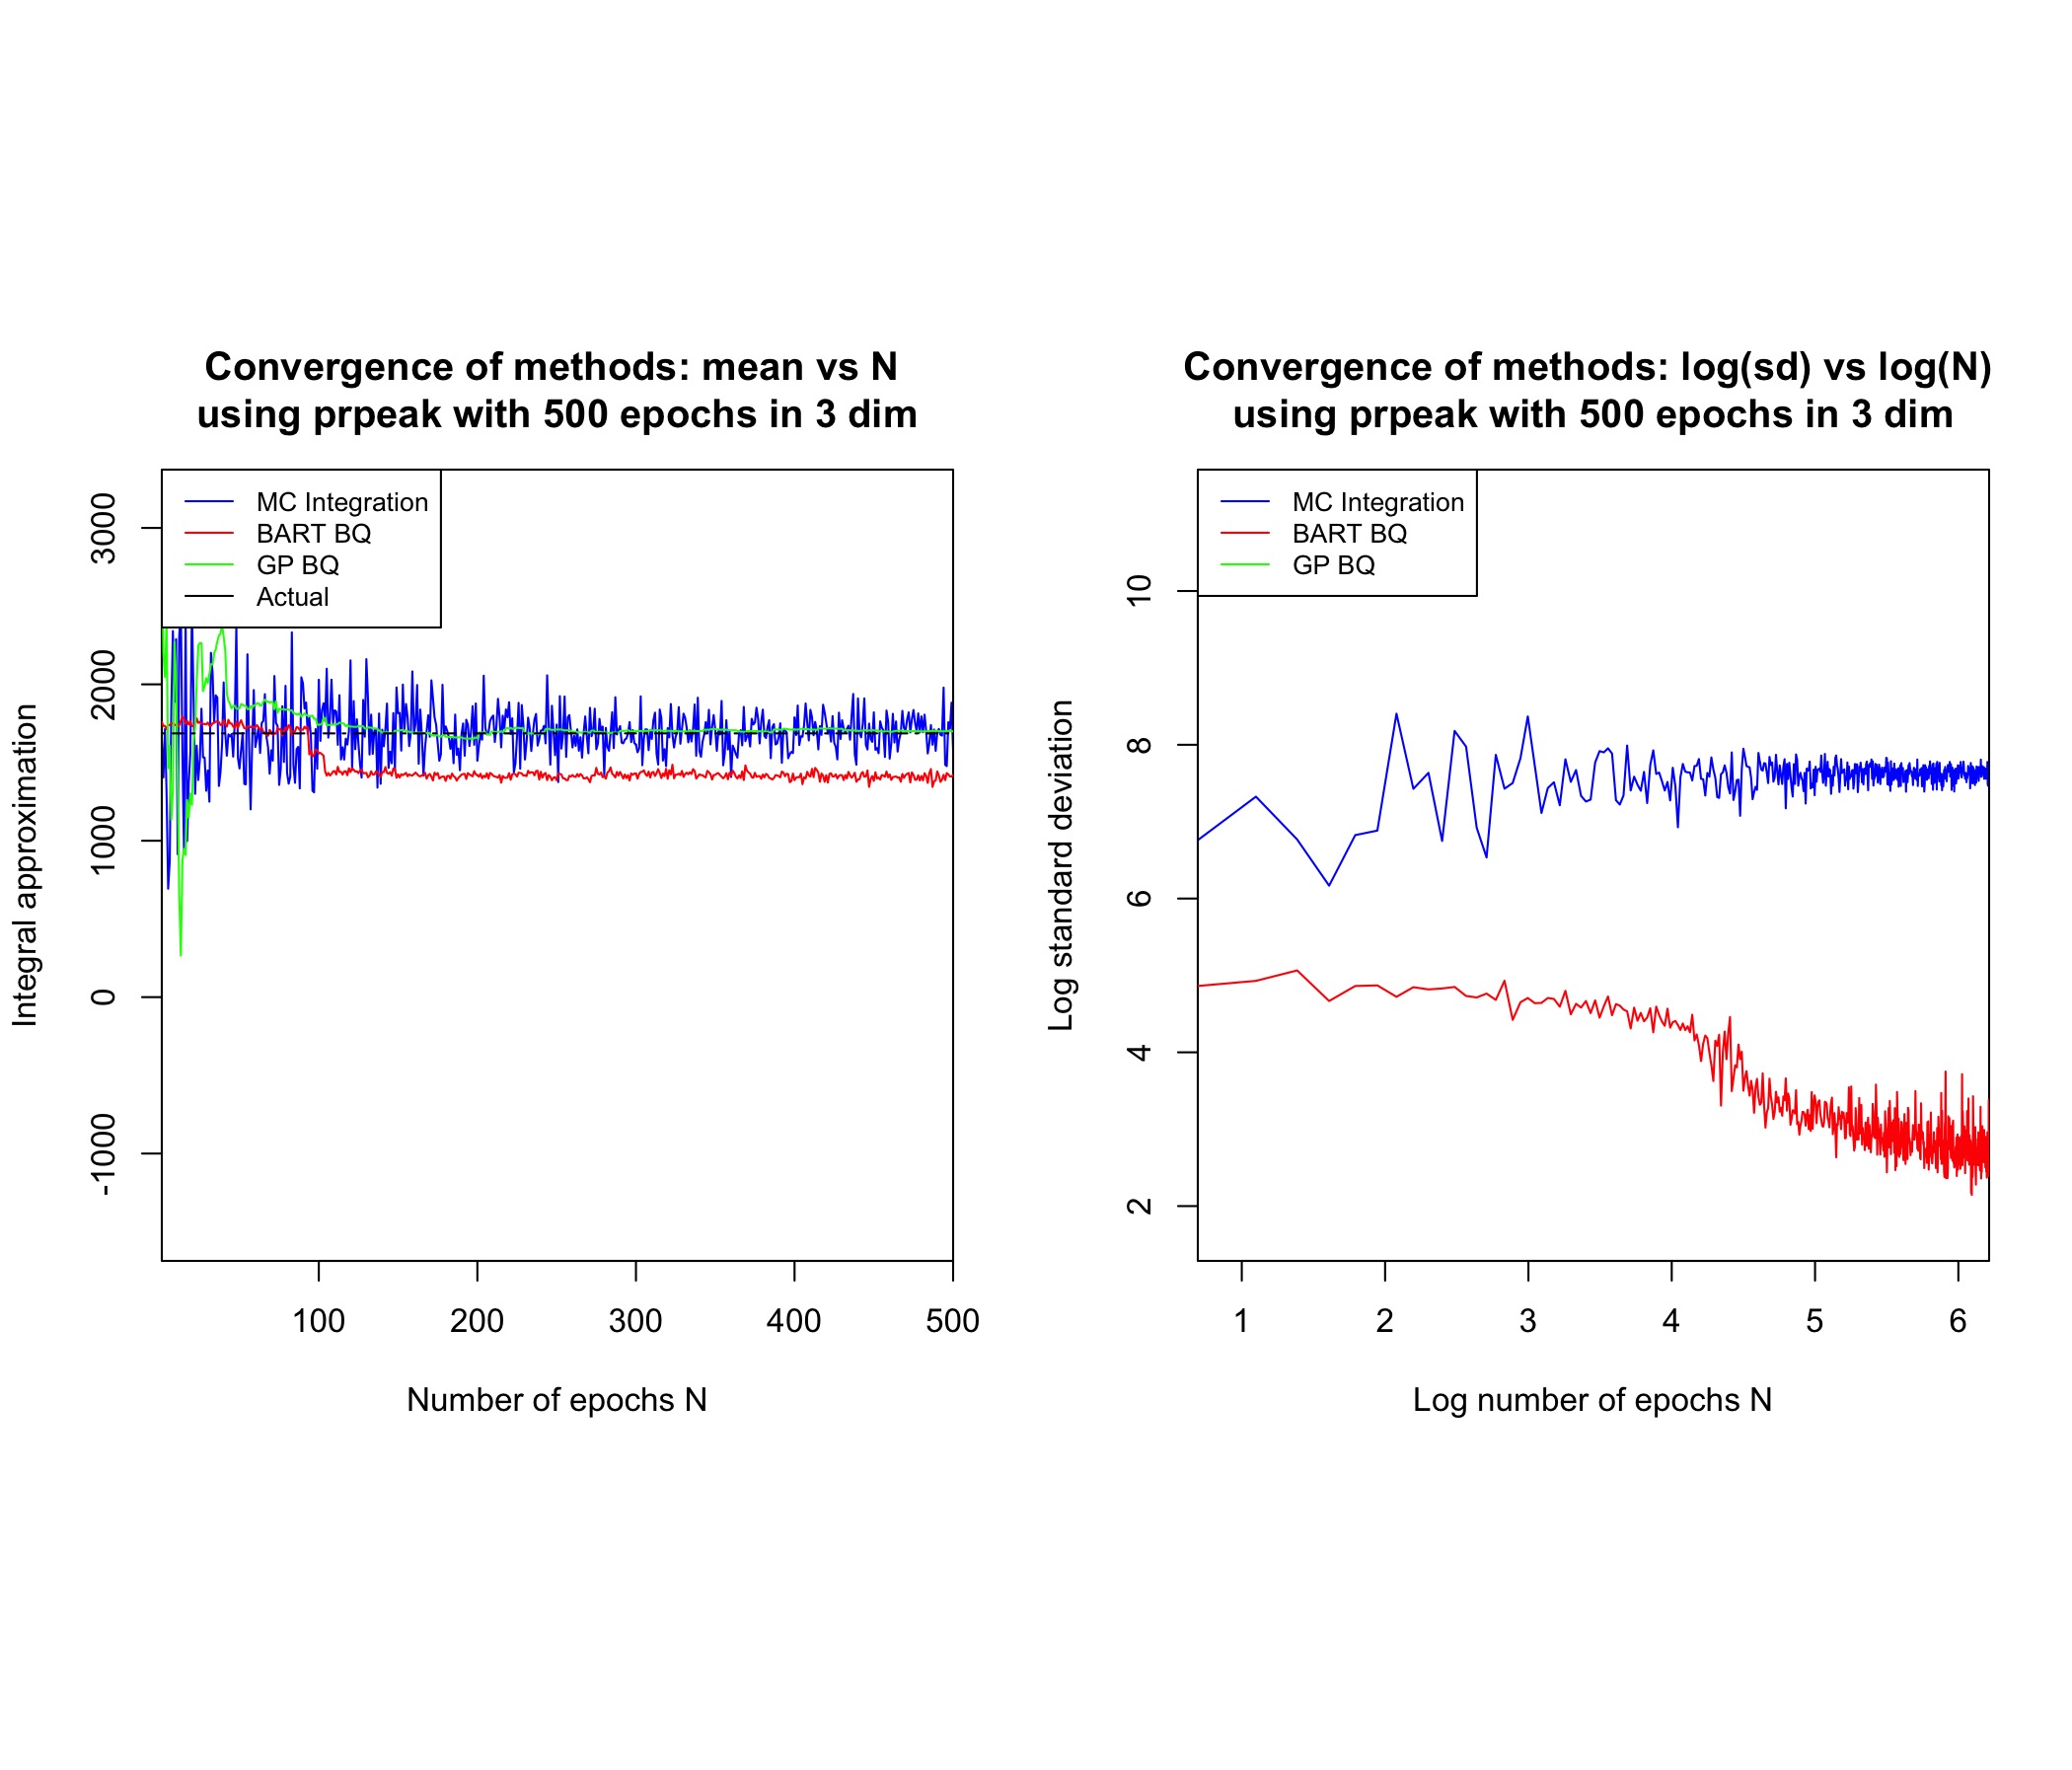 Convergence of methods: mean vs N
using prpeak with 500 epochs in 3 dim
MC Integration
BART BQ
GP BQ
Actual
3000
2000
1000
0
-1000
Integral approximation
100 200 300 400 500
Number of epochs N
Convergence of methods: log(sd) vs log(N)
using prpeak with 500 epochs in 3 dim
MC Integration
BART BQ
GP BQ
10
8
6
4
2
Log standard deviation
1 2 3 4 5 6
Log number of epochs N